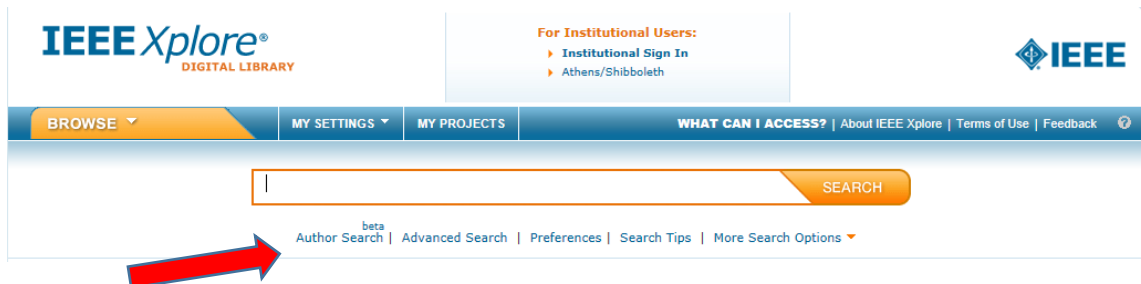 IEEE Xplore®
DIGITAL LIBRARY
For Institutional Users:
Institutional Sign In
Athens/Shibboleth
IEEE
BROWSE
MY SETTINGS
MY PROJECTS
WHAT CAN I ACCESS? | About IEEE Xplore | Terms of Use | Feedback ?
SEARCH
beta
Author Search | Advanced Search | Preferences | Search Tips | More Search Options